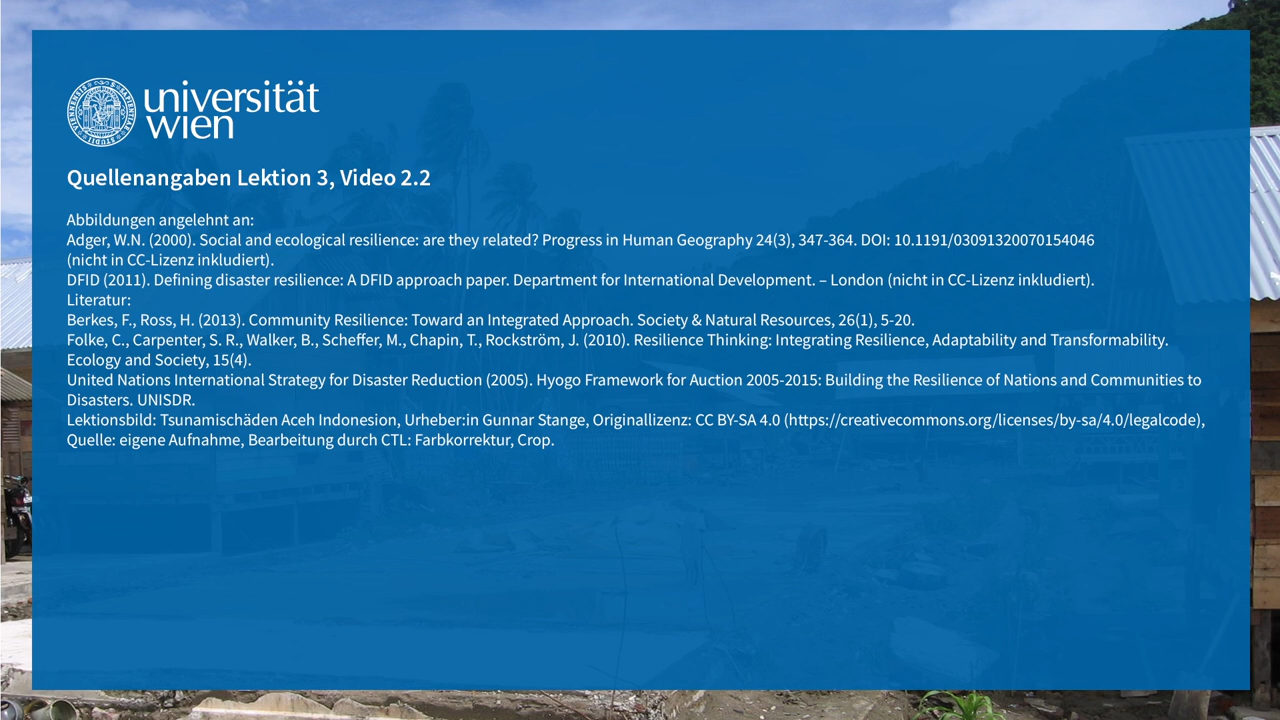 universität
wien
Quellenangaben Lektion 3, Video 2.2
Abbildungen angelehnt an:
Adger, W.N. (2000). Social and ecological resilience: are they related? Progress in Human Geography 24(3), 347-364. DOI: 10.1191/03091320070154046
(nicht in CC-Lizenz inkludiert).
DFID (2011). Defining disaster resilience: A DFID approach paper. Department for International Development. – London (nicht in CC-Lizenz inkludiert).
Literatur:
Berkes, F., Ross, H. (2013). Community Resilience: Toward an Integrated Approach. Society & Natural Resources, 26(1), 5-20.
Folke, C., Carpenter, S. R., Walker, B., Scheffer, M., Chapin, T., Rockström, J. (2010). Resilience Thinking: Integrating Resilience, Adaptability and Transformability.
Ecology and Society, 15(4).
United Nations International Strategy for Disaster Reduction (2005). Hyogo Framework for Auction 2005-2015: Building the Resilience of Nations and Communities to
Disasters. UNISDR.
Lektionsbild: Tsunamischäden Aceh Indonesion, Urheber:in Gunnar Stange, Originallizenz: CC BY-SA 4.0 (https://creativecommons.org/licenses/by-sa/4.0/legalcode),
Quelle: eigene Aufnahme, Bearbeitung durch CTL: Farbkorrektur, Crop.